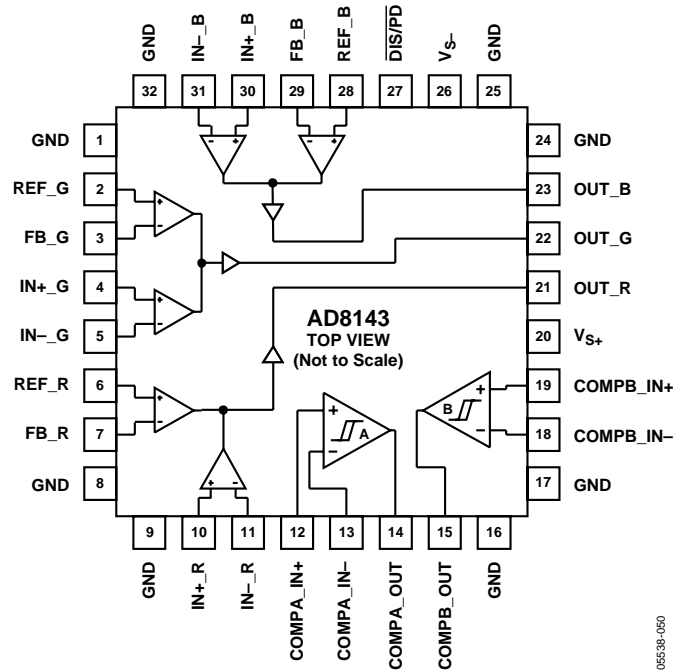 GND
IN–_B
IN+_B
FB_B
REF_B
DIS/PD
VS–
GND
32
31
30
29
28
27
26
25
GND 1
REF_G 2
FB_G 3
IN+_G 4
IN–_G 5
REF_R 6
FB_R 7
GND 8
24 GND
23 OUT_B
22 OUT_G
21 OUT_R
20 VS+
19 COMPB_IN+
18 COMPB_IN–
17 GND
– +
– +
+
–
+
–
+
–
+ –
AD8143
TOP VIEW
(Not to Scale)
+
–
A
B
+
–
9
10
11
12
13
14
15
16
GND
IN+_R
IN–_R
COMPA_IN+
COMPA_IN–
COMPA_OUT
COMPB_OUT
GND
05538-050